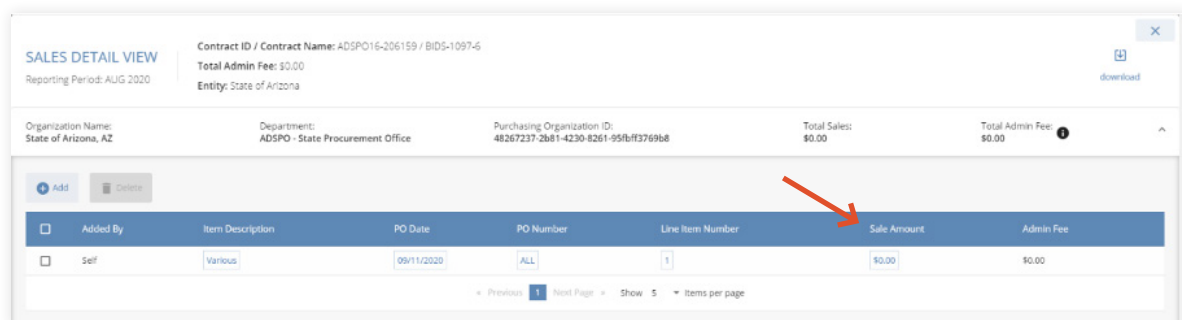 SALES DETAIL VIEW
Reporting Period: AUG 2020
Contract ID / Contract Name: ADSPO16-206159 / BIDS-1097-6
Total Admin Fee: $0.00
Entity: State of Arizona
download
Organization Name:
State of Arizona, AZ
Department:
ADSPO - State Procurement Office
Purchasing Organization ID:
48267237-2b81-4230-8261-95fbff3769b8
Total Sales:
$0.00
Total Admin Fee:
$0.00
Add Delete
Added By Item Description PO Date PO Number Line Item Number Sale Amount Admin Fee
Self Various 09/11/2020 ALL 1 $0.00 $0.00
« Previous 1 Next Page » Show 5 Items per page